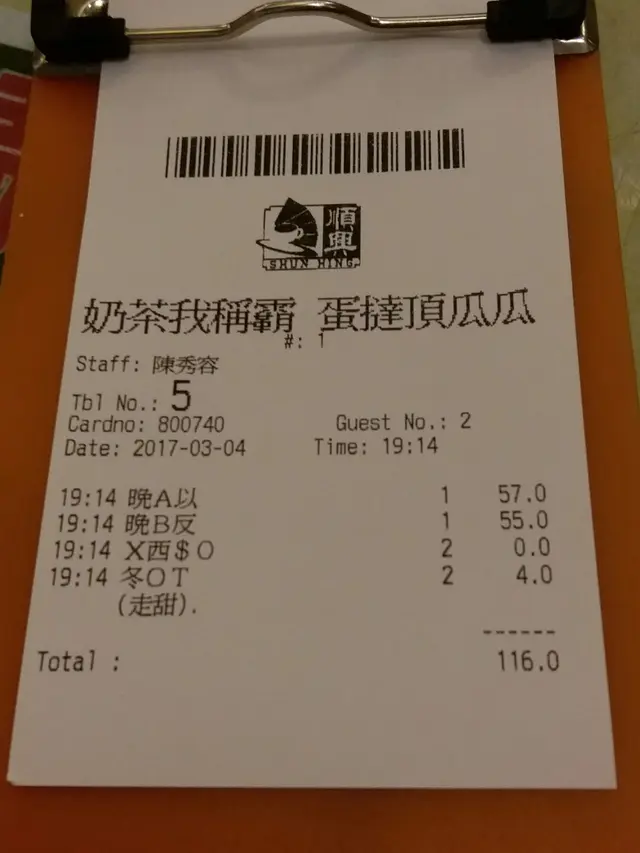 順興
SHUN HING
奶茶我稱霸 蛋撻頂瓜瓜
#: 1
Staff: 陳秀容
Tbl No.: 5
Cardno: 800740 Guest No.: 2
Date: 2017-03-04 Time: 19:14
19:14 晚A以 1 57.0
19:14 晚B反 1 55.0
19:14 X西$O 2 0.0
19:14 冬OT 2 4.0
(走甜).
------
Total : 116.0